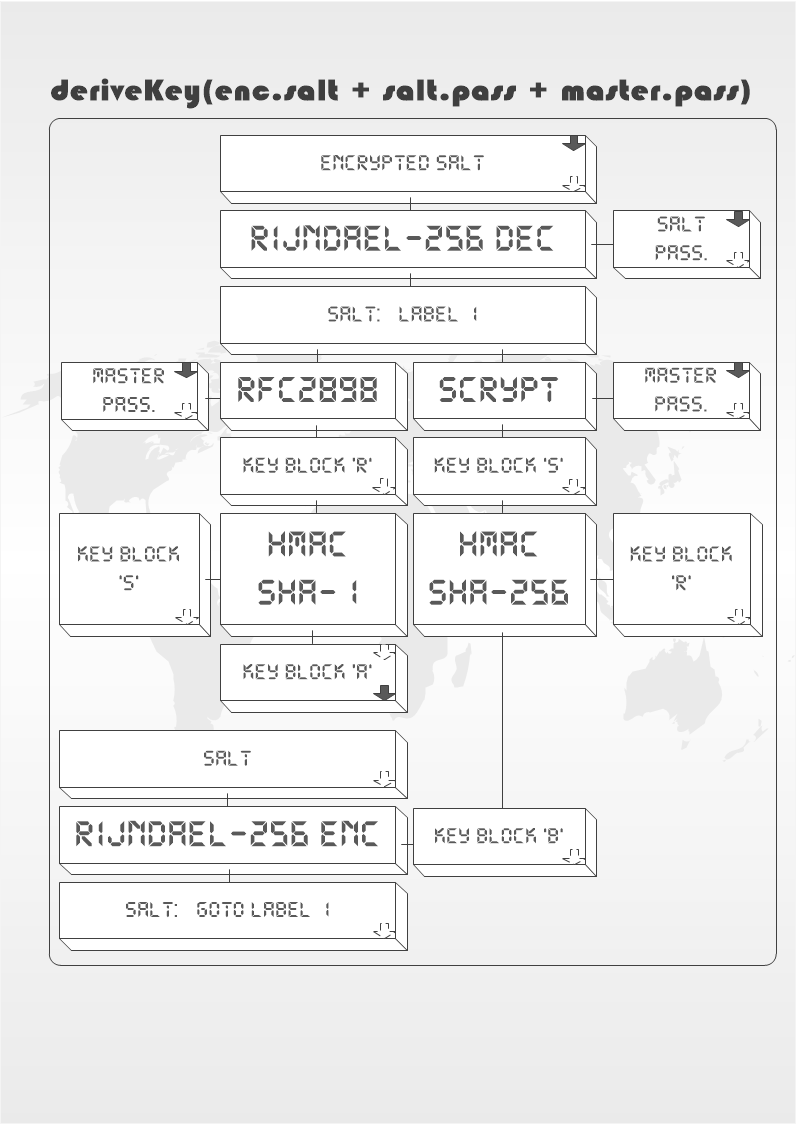 deriveKey(enc.salt + salt.pass + master.pass)
ENCRYPTED SALT
RIJNDAEL-256 DEC
SALT
PASS.
SALT: LABEL 1
MASTER
PASS.
RFC2898
SCRYPT
MASTER
PASS.
KEY BLOCK 'R'
KEY BLOCK 'S'
KEY BLOCK
'S'
HMAC
SHA-1
HMAC
SHA-256
KEY BLOCK
'R'
KEY BLOCK 'A'
SALT
RIJNDAEL-256 ENC
KEY BLOCK 'B'
SALT: GOTO LABEL 1